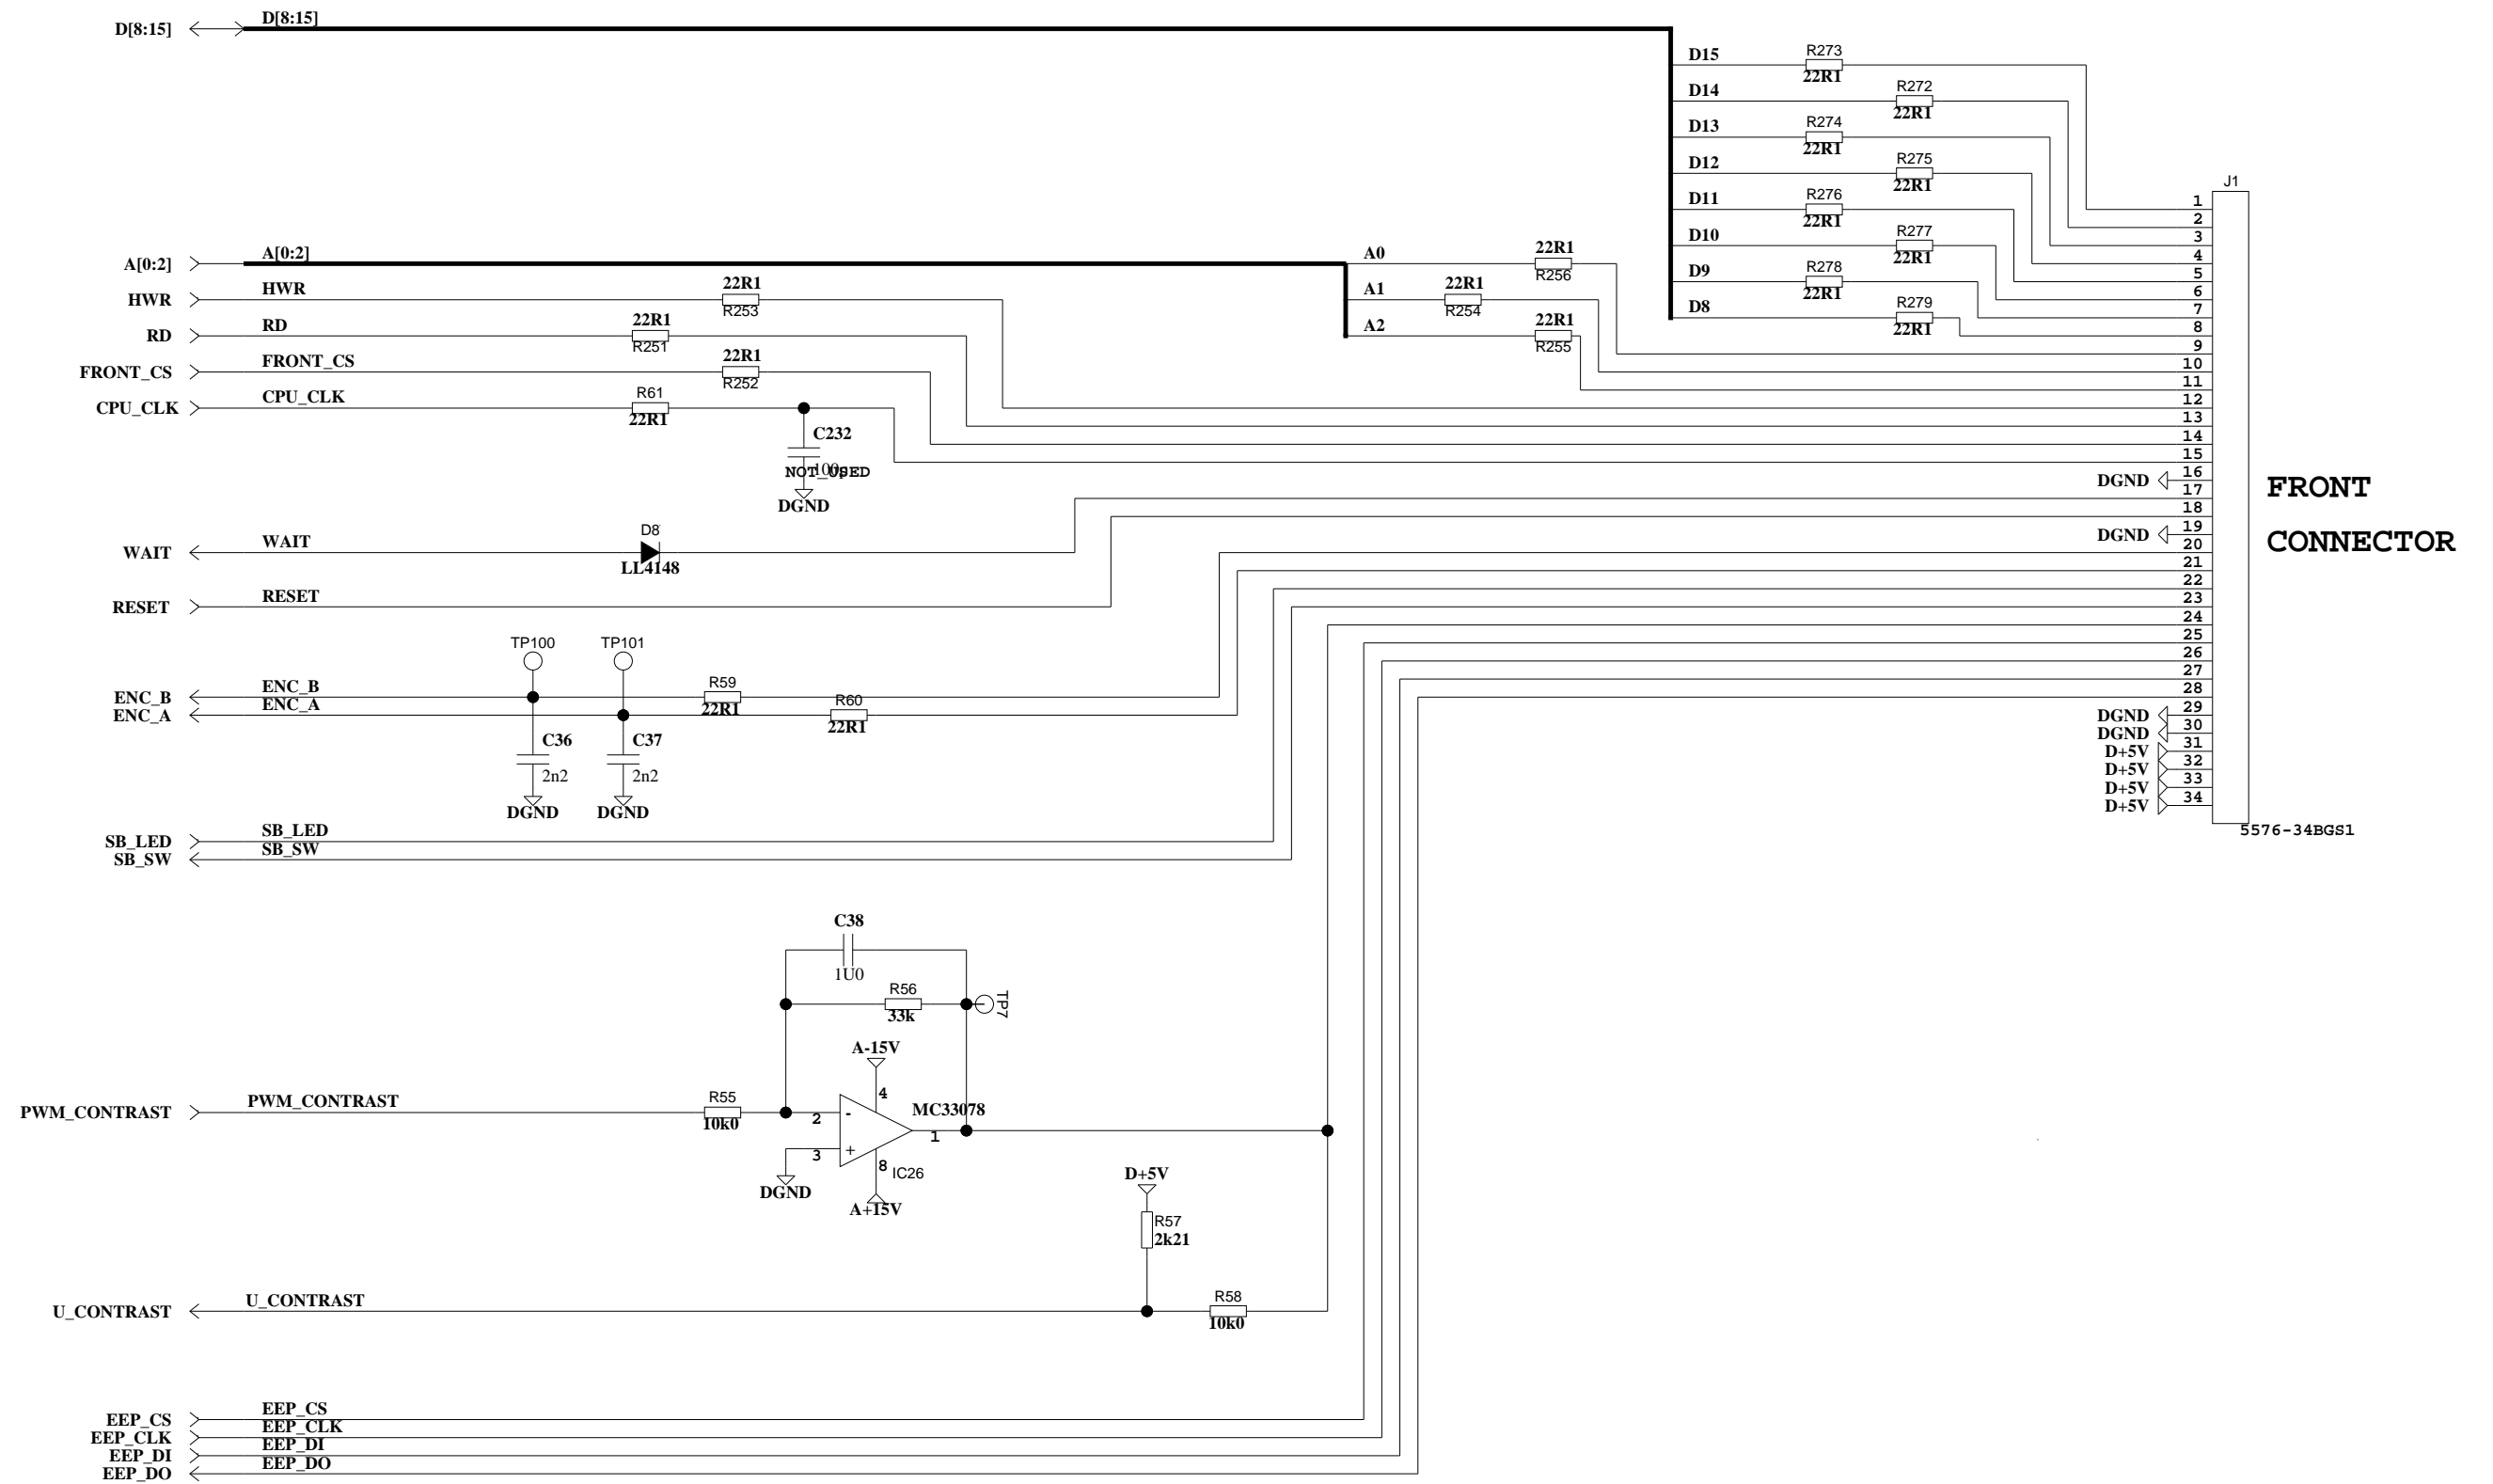 D[8:15] D[8:15]
D15 R273 22R1
D14 R272 22R1
D13 R274 22R1
D12 R275 22R1
D11 R276 22R1
D10 R277 22R1
D9 R278 22R1
D8 R279 22R1
A[0:2] A[0:2] A0 22R1 R256
HWR HWR 22R1 R253 A1 22R1 R254
RD RD 22R1 R251 A2 22R1 R255
FRONT_CS FRONT_CS 22R1 R252
CPU_CLK CPU_CLK R61 22R1
C232
NOT_USED
DGND
J1
1
2
3
4
5
6
7
8
9
10
11
12
13
14
15
DGND 16
17
18
DGND 19
20
21
22
23
24
25
26
27
28
DGND 29
DGND 30
D+5V 31
D+5V 32
D+5V 33
D+5V 34
5576-34BGS1
FRONT
CONNECTOR
WAIT WAIT D8 LL4148
RESET RESET
TP100 TP101
ENC_B ENC_B R59 22R1
ENC_A ENC_A R60 22R1
C36 C37
2n2 2n2
DGND DGND
SB_LED SB_LED
SB_SW SB_SW
C38
1U0
R56
33k
TP7
A-15V
4
PWM_CONTRAST PWM_CONTRAST R55 10k0
2 - MC33078
1
3 +
8 IC26
DGND
A+15V
D+5V
R57
2k21
U_CONTRAST U_CONTRAST R58 10k0
EEP_CS EEP_CS
EEP_CLK EEP_CLK
EEP_DI EEP_DI
EEP_DO EEP_DO